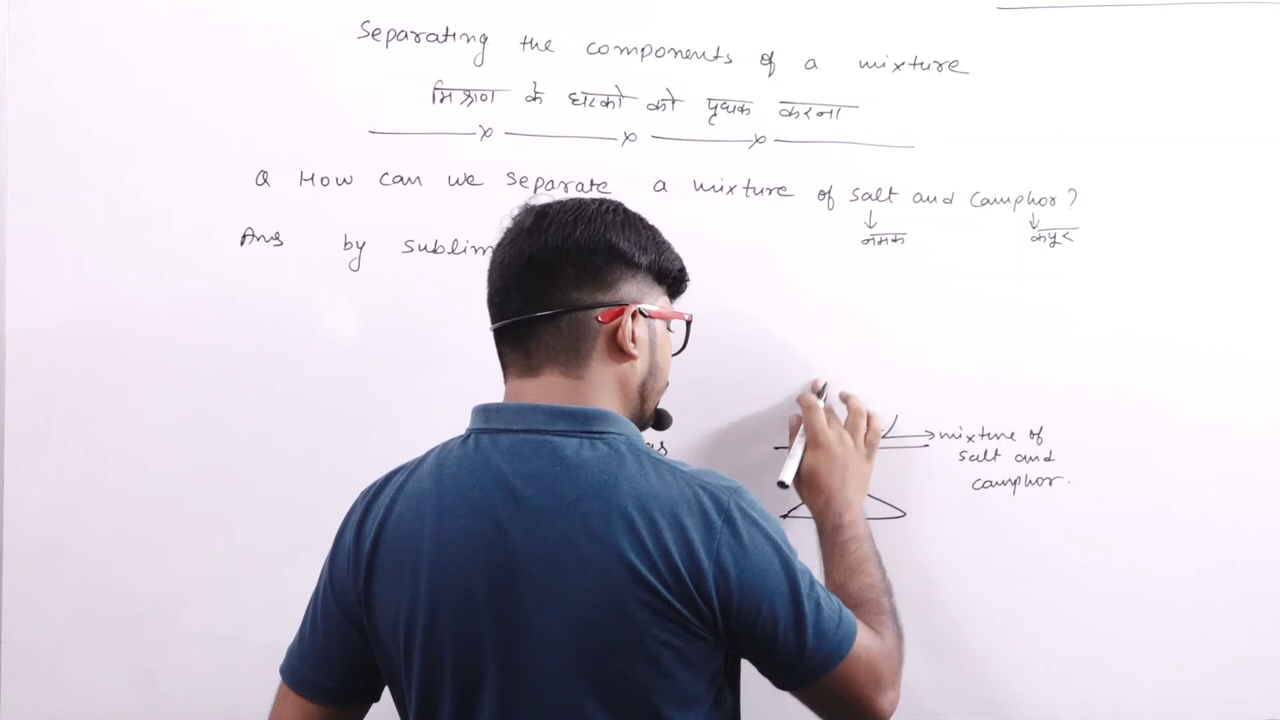 Separating the components of a mixture
मिश्रण के घटको को पृथक करना
Q How can we separate a mixture of salt and camphor?
नमक कपुर
Ans by sublim
mixture of
salt and
camphor.